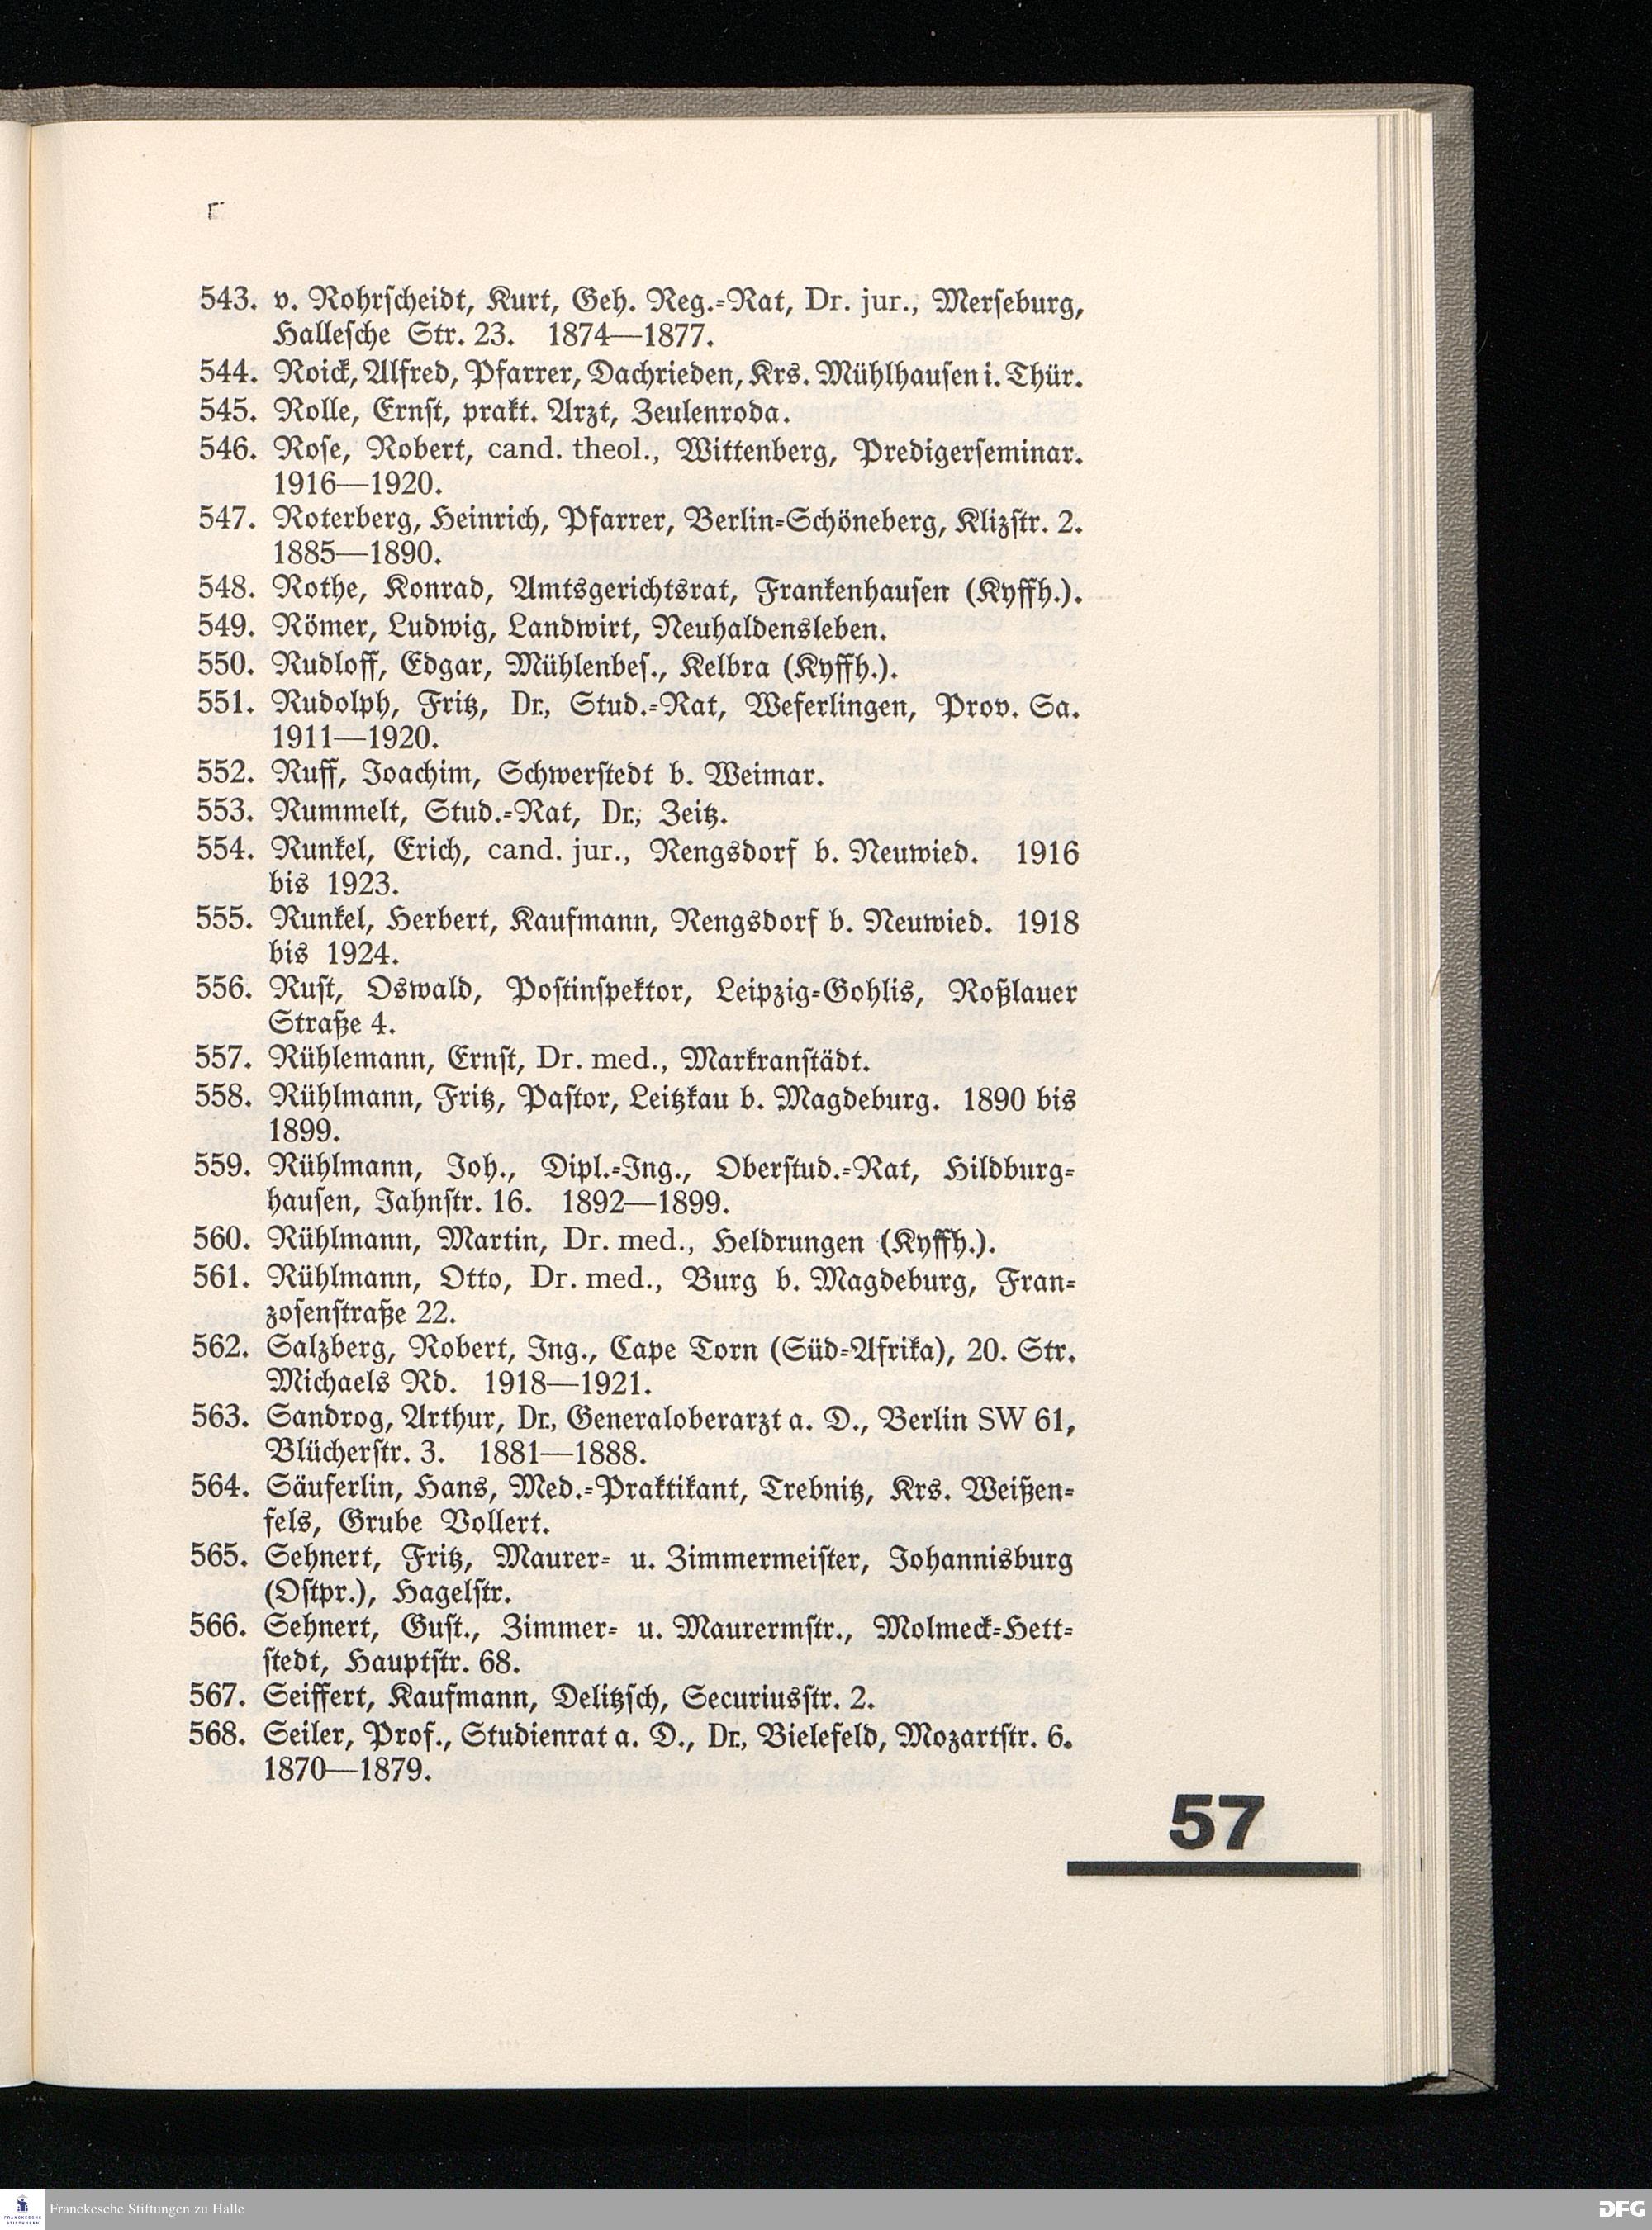 543. v. Rohrscheidt, Kurt, Geh. Reg.-Rat, Dr. jur., Merseburg,
Hallesche Str. 23. 1874—1877.
544. Roick, Alfred, Pfarrer, Dachrieden, Krs. Mühlhausen i. Thür.
545. Rolle, Ernst, prakt. Arzt, Zeulenroda.
546. Rose, Robert, cand. theol., Wittenberg, Predigerseminar.
1916—1920.
547. Roterberg, Heinrich, Pfarrer, Berlin-Schöneberg, Klizstr. 2.
1885—1890.
548. Rothe, Konrad, Amtsgerichtsrat, Frankenhausen (Kyffh.).
549. Römer, Ludwig, Landwirt, Neuhaldensleben.
550. Rudloff, Edgar, Mühlenbes., Kelbra (Kyffh.).
551. Rudolph, Fritz, Dr., Stud.-Rat, Weferlingen, Prov. Sa.
1911—1920.
552. Ruff, Joachim, Schwerstedt b. Weimar.
553. Rummelt, Stud.-Rat, Dr., Zeitz.
554. Runkel, Erich, cand. jur., Rengsdorf b. Neuwied. 1916
bis 1923.
555. Runkel, Herbert, Kaufmann, Rengsdorf b. Neuwied. 1918
bis 1924.
556. Rust, Oswald, Postinspektor, Leipzig-Gohlis, Roßlauer
Straße 4.
557. Rühlemann, Ernst, Dr. med., Markranstädt.
558. Rühlmann, Fritz, Pastor, Leitzkau b. Magdeburg. 1890 bis
1899.
559. Rühlmann, Joh., Dipl.-Ing., Oberstud.-Rat, Hildburg-
hausen, Jahnstr. 16. 1892—1899.
560. Rühlmann, Martin, Dr. med., Heldrungen (Kyffh.).
561. Rühlmann, Otto, Dr. med., Burg b. Magdeburg, Fran-
zosenstraße 22.
562. Salzberg, Robert, Ing., Cape Torn (Süd-Afrika), 20. Str.
Michaels Rd. 1918—1921.
563. Sandrog, Arthur, Dr., Generaloberarzt a. D., Berlin SW 61,
Blücherstr. 3. 1881—1888.
564. Säuferlin, Hans, Med.-Praktikant, Trebnitz, Krs. Weißen-
fels, Grube Vollert.
565. Sehnert, Fritz, Maurer- u. Zimmermeister, Johannisburg
(Ostpr.), Hagelstr.
566. Sehnert, Gust., Zimmer- u. Maurermstr., Molmeck-Hett-
stedt, Hauptstr. 68.
567. Seiffert, Kaufmann, Delitzsch, Securiusstr. 2.
568. Seiler, Prof., Studienrat a. D., Dr., Bielefeld, Mozartstr. 6.
1870—1879.
57
FRANCKESCHE STIFTUNGEN
Franckesche Stiftungen zu Halle
DFG